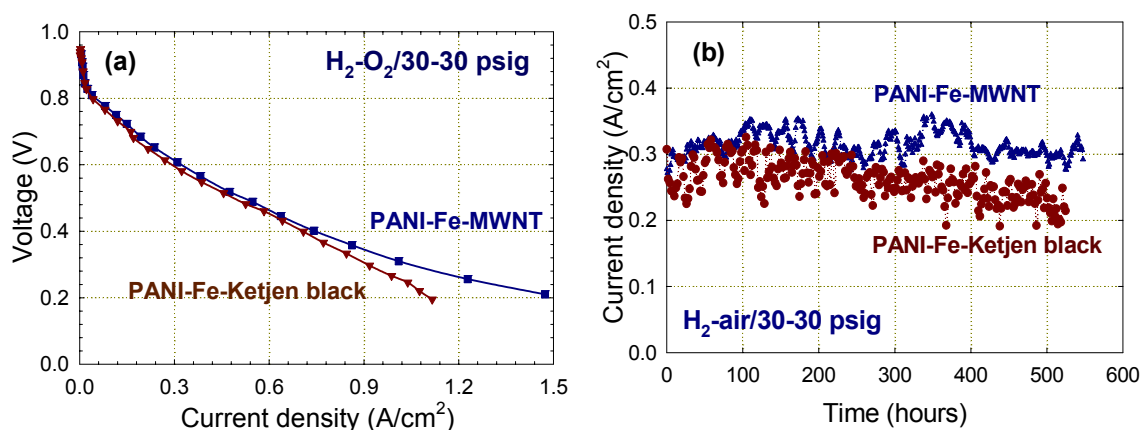 (a)
H₂-O₂/30-30 psig
PANI-Fe-MWNT
PANI-Fe-Ketjen black
Voltage (V)
1.0
0.8
0.6
0.4
0.2
0.0
0.0 0.3 0.6 0.9 1.2 1.5
Current density (A/cm²)
(b)
PANI-Fe-MWNT
PANI-Fe-Ketjen black
H₂-air/30-30 psig
Current density (A/cm²)
0.5
0.4
0.3
0.2
0.1
0.0
0 100 200 300 400 500 600
Time (hours)